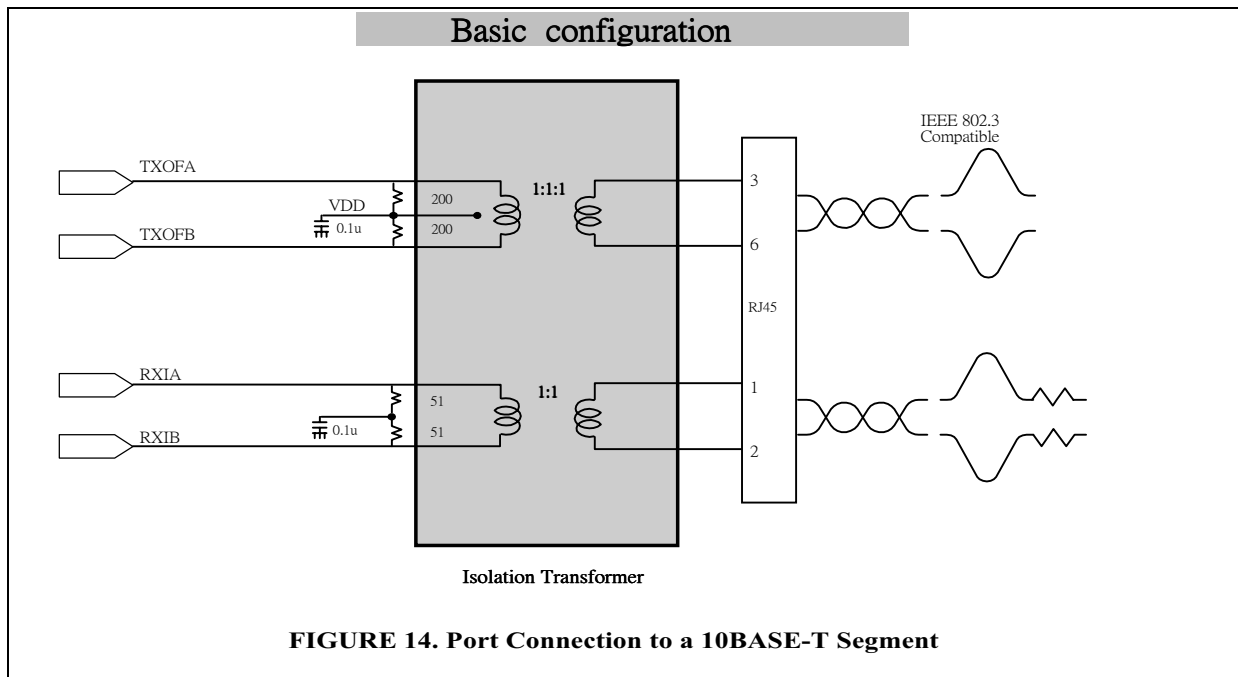 Basic configuration
IEEE 802.3
Compatible
TXOFA
1:1:1
3
200
VDD
0.1u
200
TXOFB
6
RJ45
RXIA
1:1
1
51
0.1u
51
RXIB
2
Isolation Transformer
FIGURE 14. Port Connection to a 10BASE-T Segment